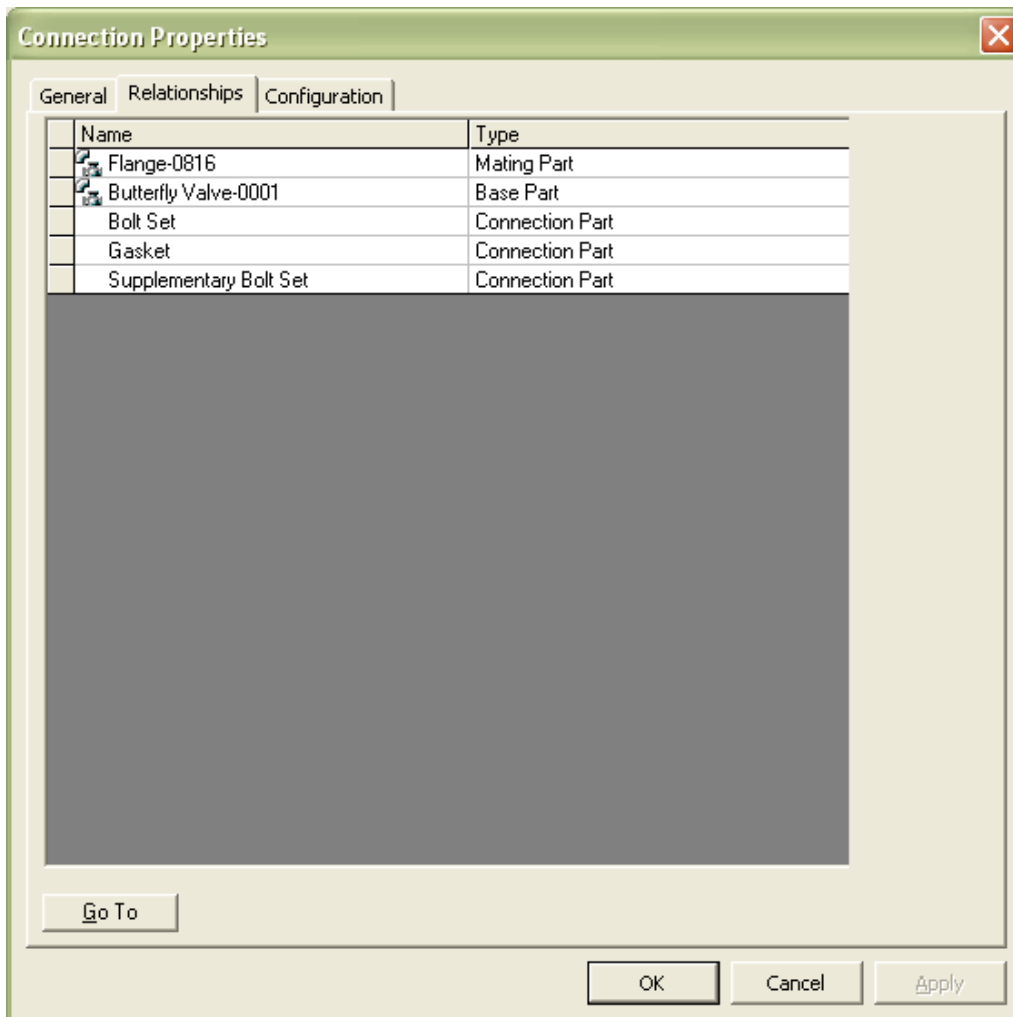 Connection Properties
General Relationships Configuration
Name Type
Flange-0816 Mating Part
Butterfly Valve-0001 Base Part
Bolt Set Connection Part
Gasket Connection Part
Supplementary Bolt Set Connection Part
Go To
OK Cancel Apply